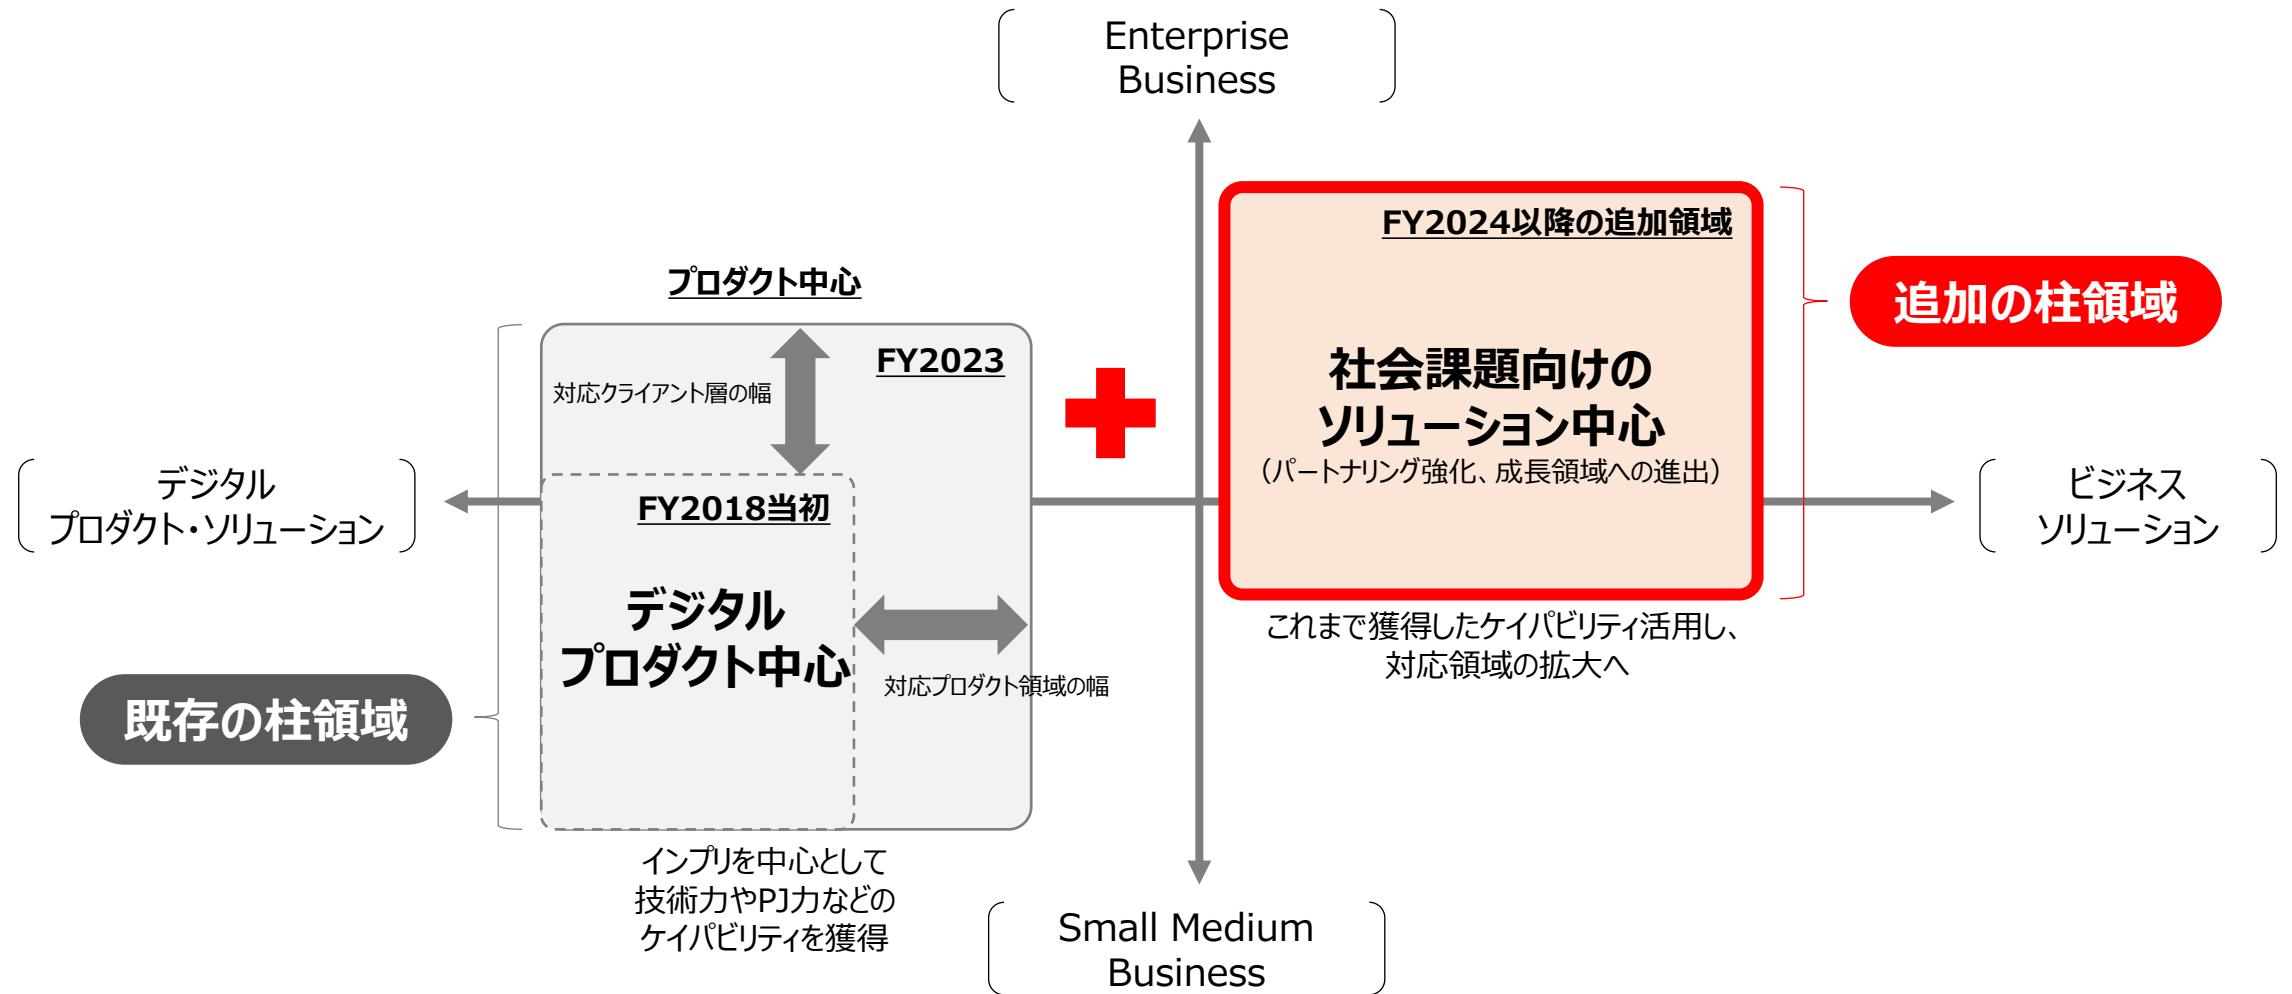 Enterprise
Business
FY2024以降の追加領域
追加の柱領域
プロダクト中心
FY2023
対応クライアント層の幅
社会課題向けの
ソリューション中心
（パートナリング強化、成長領域への進出）
デジタル
プロダクト・ソリューション
FY2018当初
ビジネス
ソリューション
デジタル
プロダクト中心
対応プロダクト領域の幅
これまで獲得したケイパビリティ活用し、
対応領域の拡大へ
既存の柱領域
インプリを中心として
技術力やPJ力などの
ケイパビリティを獲得
Small Medium
Business